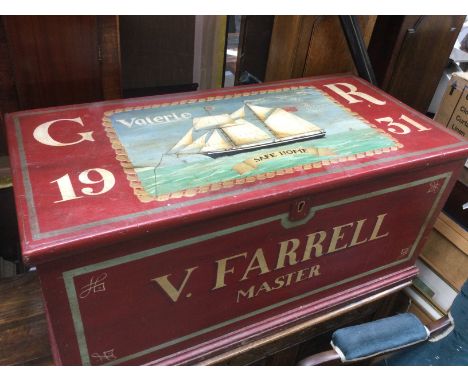 G R
Valerie
SAFE HOME
19 31
V. FARRELL
MASTER